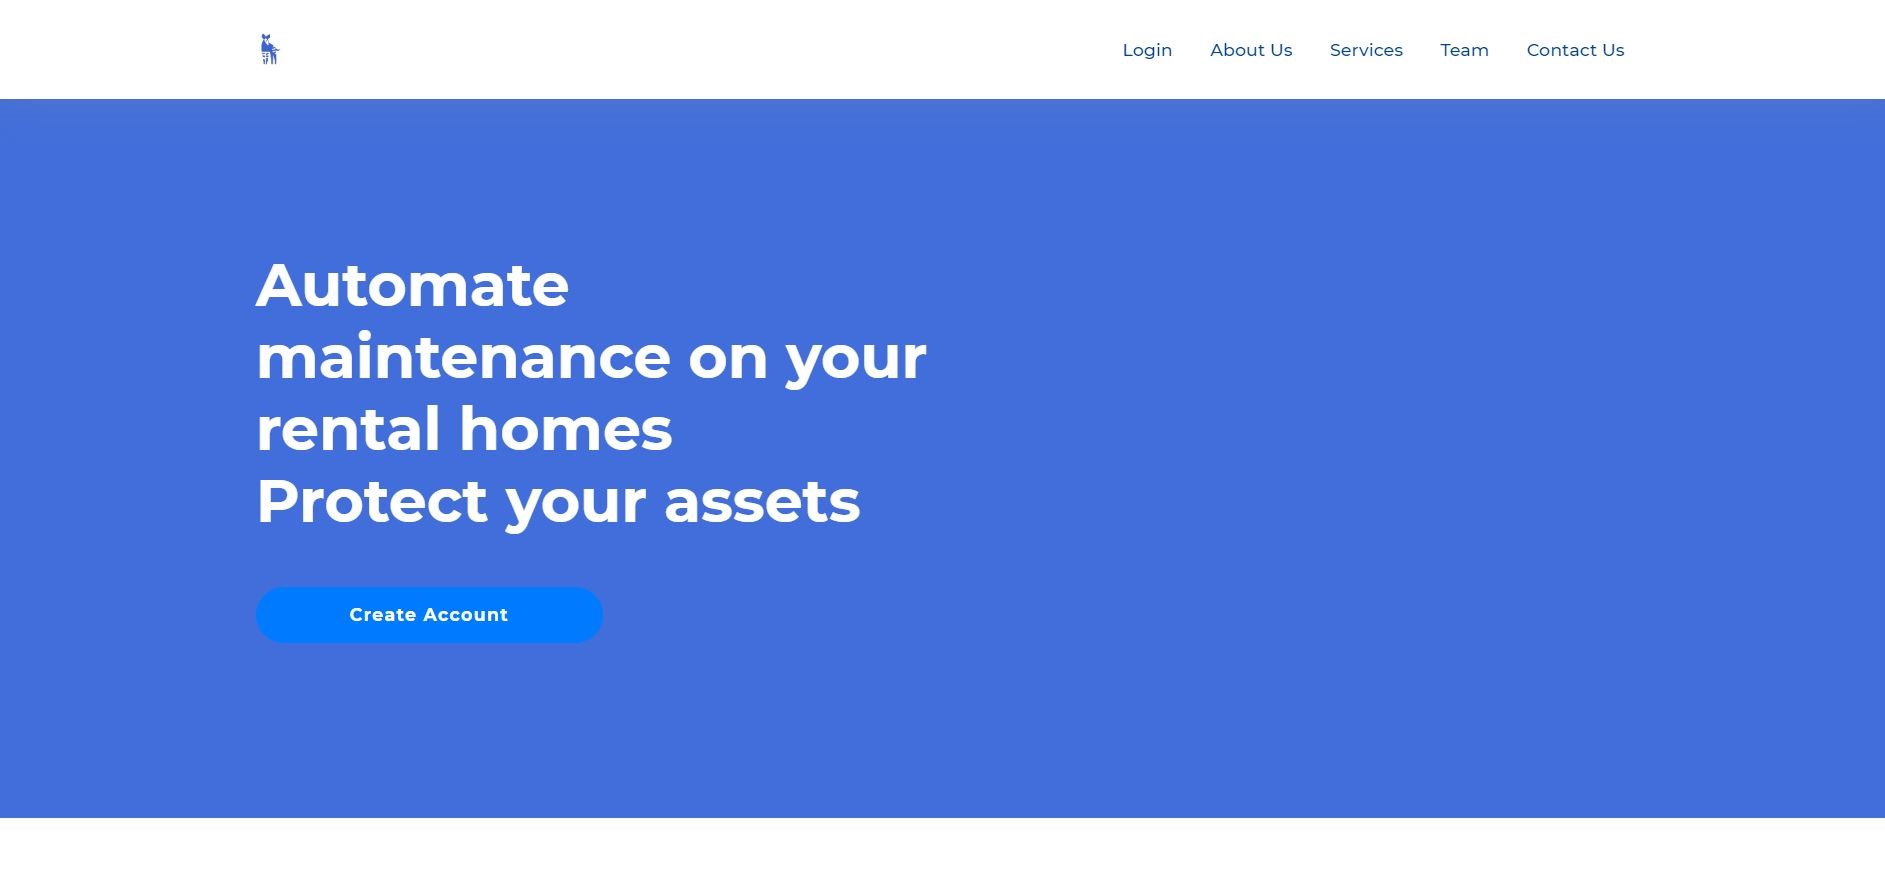 Login
About Us
Services
Team
Contact Us
Automate
maintenance on your
rental homes
Protect your assets
Create Account